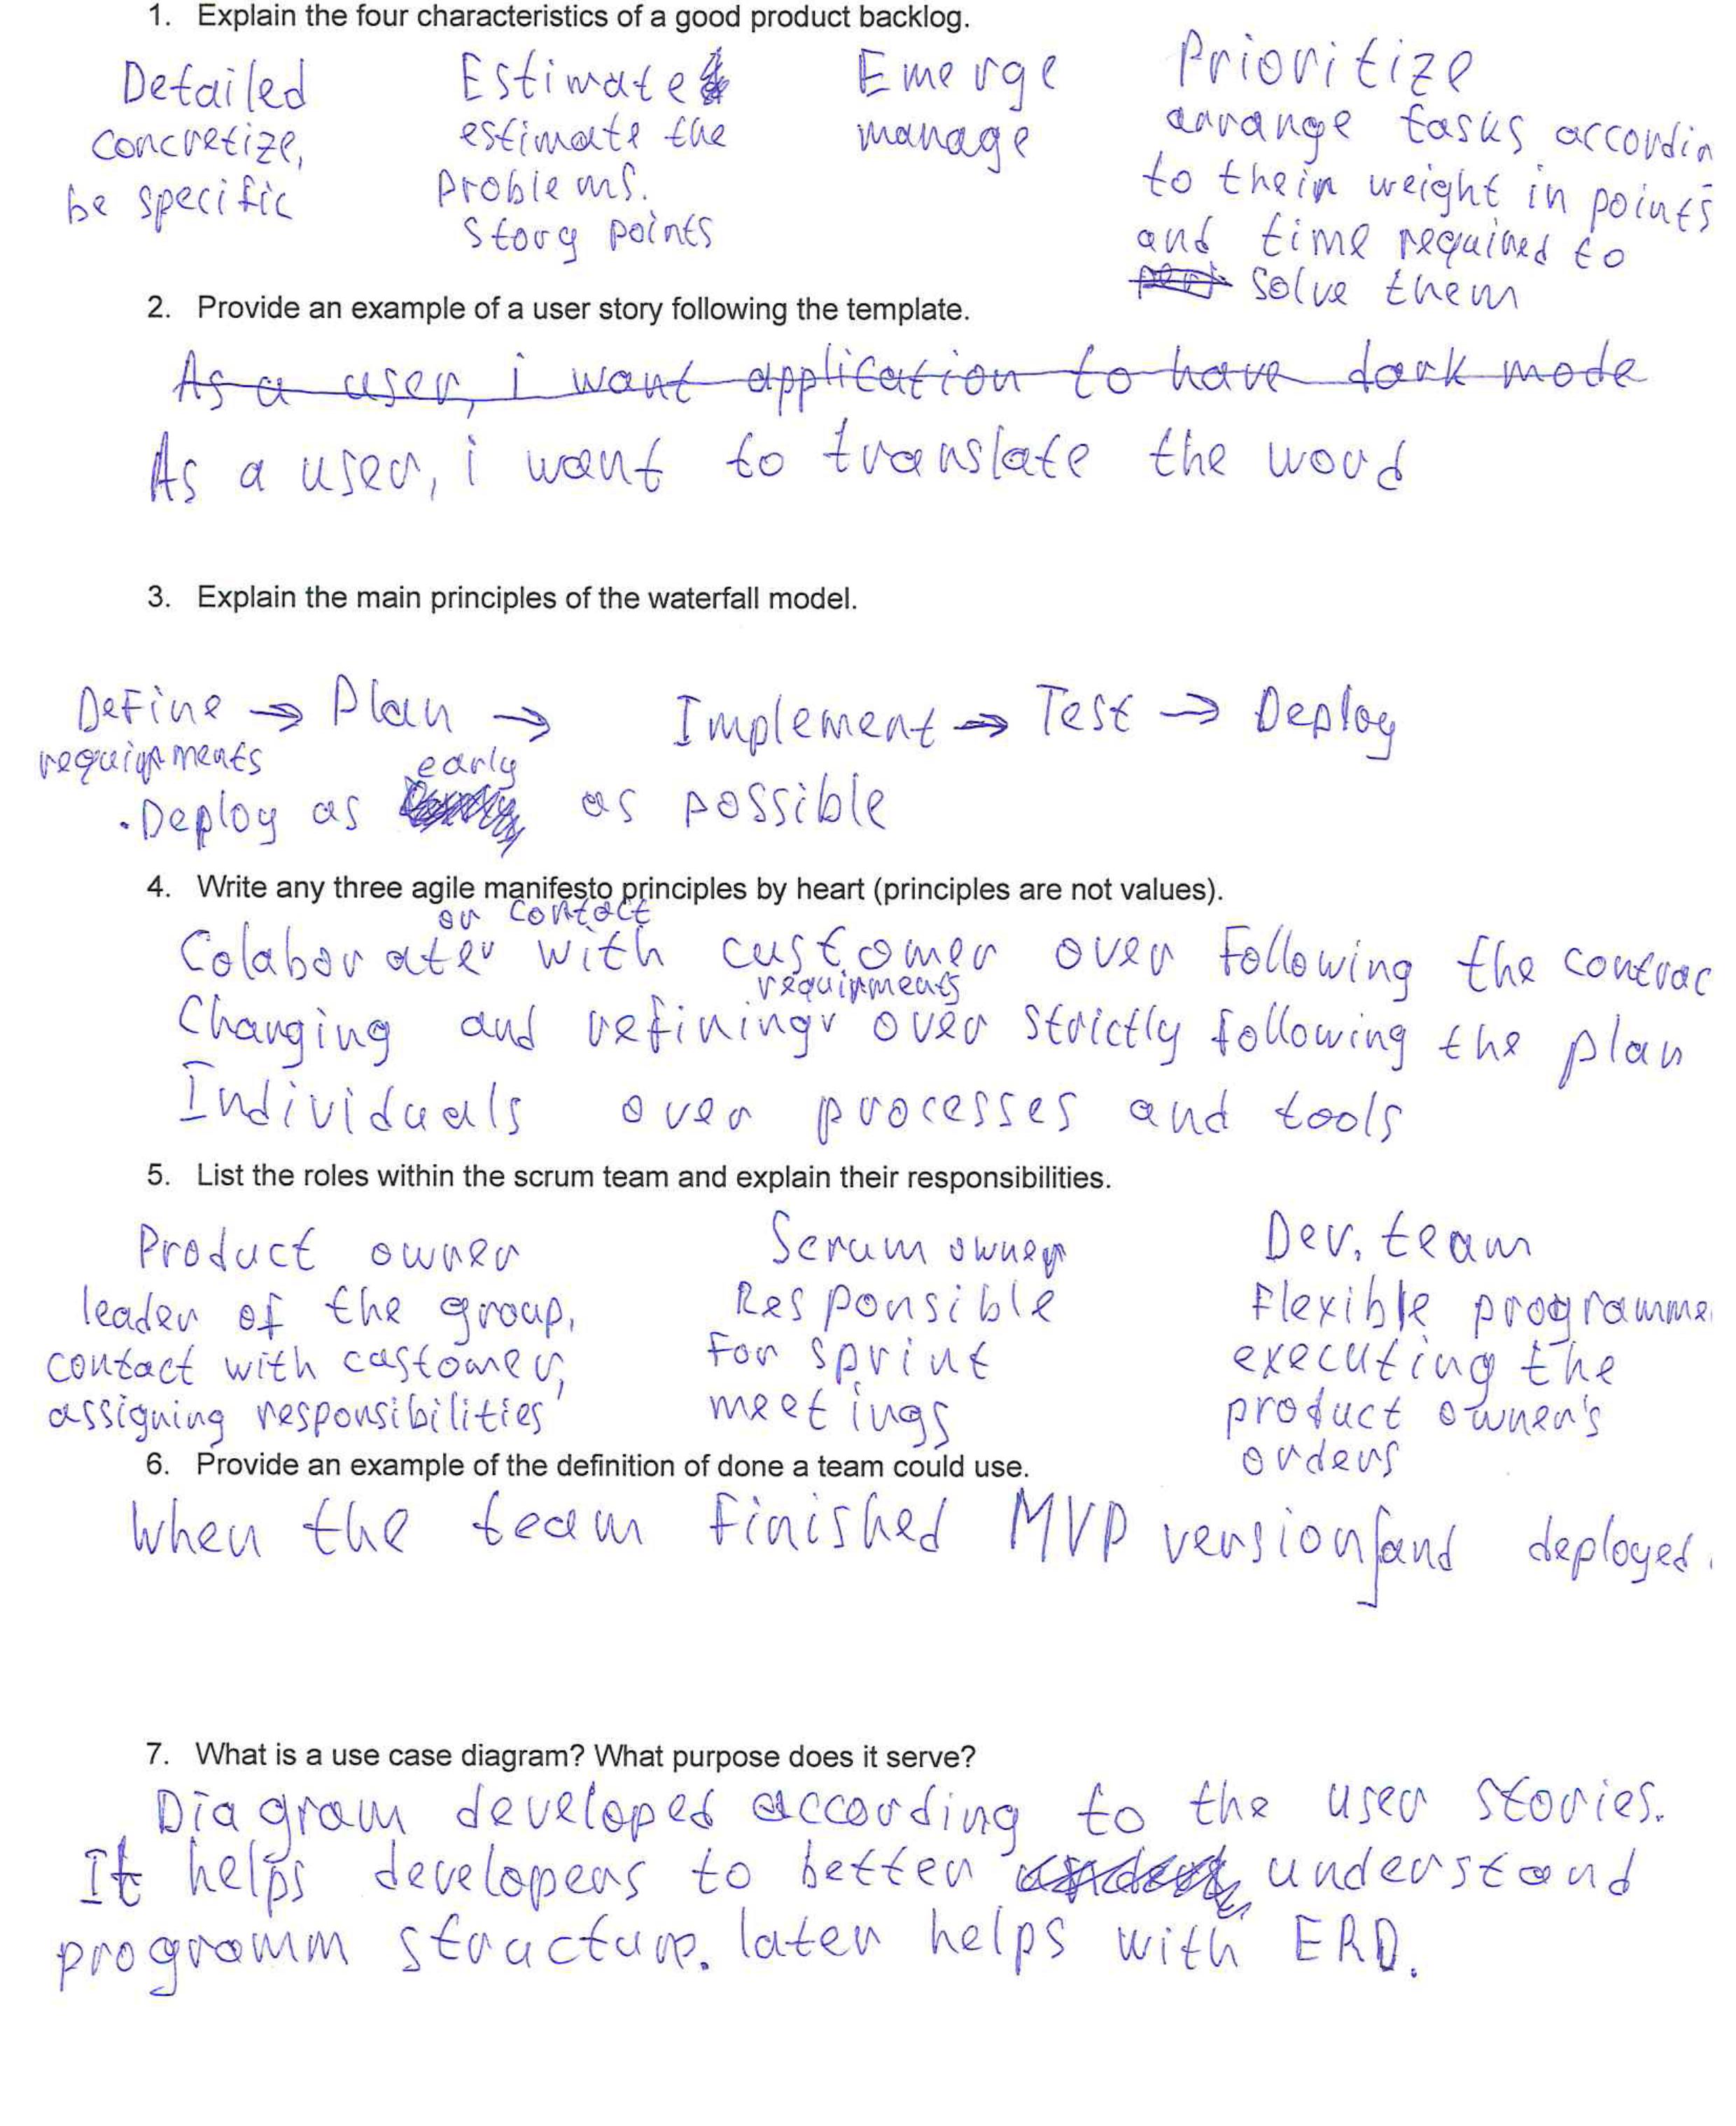 1. Explain the four characteristics of a good product backlog.
Detailed
concretize,
be specific
Estimate
estimate the
problems.
Story points
Emerge
manage
Prioritize
arrange tasks accordin
to their weight in points
and time required to
solve them
2. Provide an example of a user story following the template.
As a user, i want application to have dark mode
As a user, i want to translate the word
3. Explain the main principles of the waterfall model.
Define → Plan → Implement → Test → Deploy
requirments
early
·Deploy as as possible
4. Write any three agile manifesto principles by heart (principles are not values).
or contact
Colaborater with customer over following the contrac
requirments
Changing and refining over strictly following the plan
Individuals over processes and tools
5. List the roles within the scrum team and explain their responsibilities.
Product owner
leader of the group,
contact with castomer,
assigning responsibilities
Scrum owner
Responsible
for sprint
meetings
Dev. team
Flexible programme
executing the
product owner's
orders
6. Provide an example of the definition of done a team could use.
When the team finished MVP version and deployed.
7. What is a use case diagram? What purpose does it serve?
Diagram developed according to the user stories.
It helps developers to better understand
programm structure. later helps with ERD.